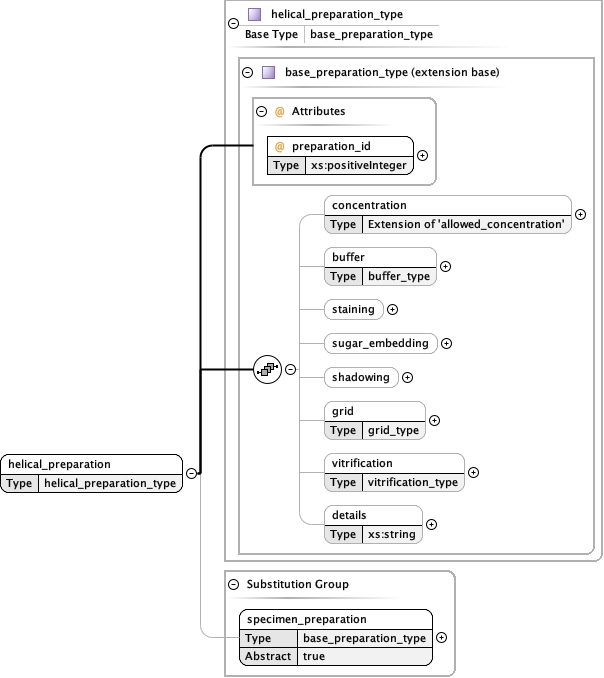 helical_preparation_type
Base Type base_preparation_type
base_preparation_type (extension base)
@ Attributes
@ preparation_id
Type xs:positiveInteger
concentration
Type Extension of 'allowed_concentration'
buffer
Type buffer_type
staining
sugar_embedding
shadowing
grid
Type grid_type
vitrification
Type vitrification_type
details
Type xs:string
helical_preparation
Type helical_preparation_type
Substitution Group
specimen_preparation
Type base_preparation_type
Abstract true